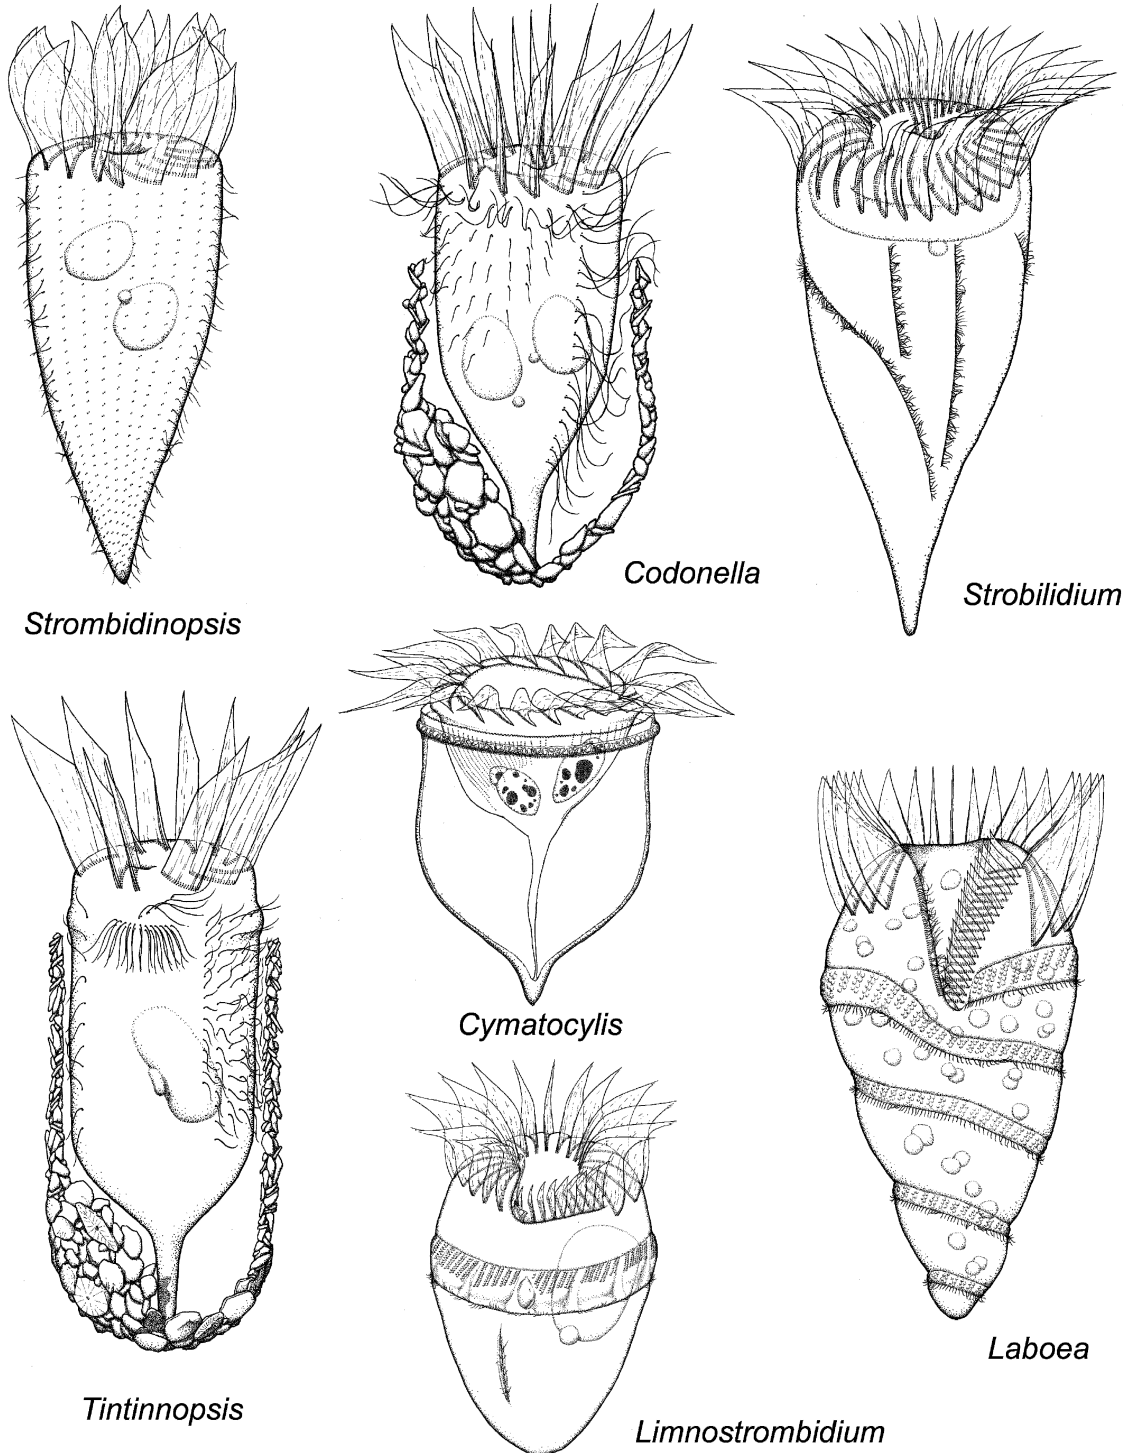 Codonella
Strobilidium
Strombidinopsis
Cymatocylis
Laboea
Tintinnopsis
Limnostrombidium